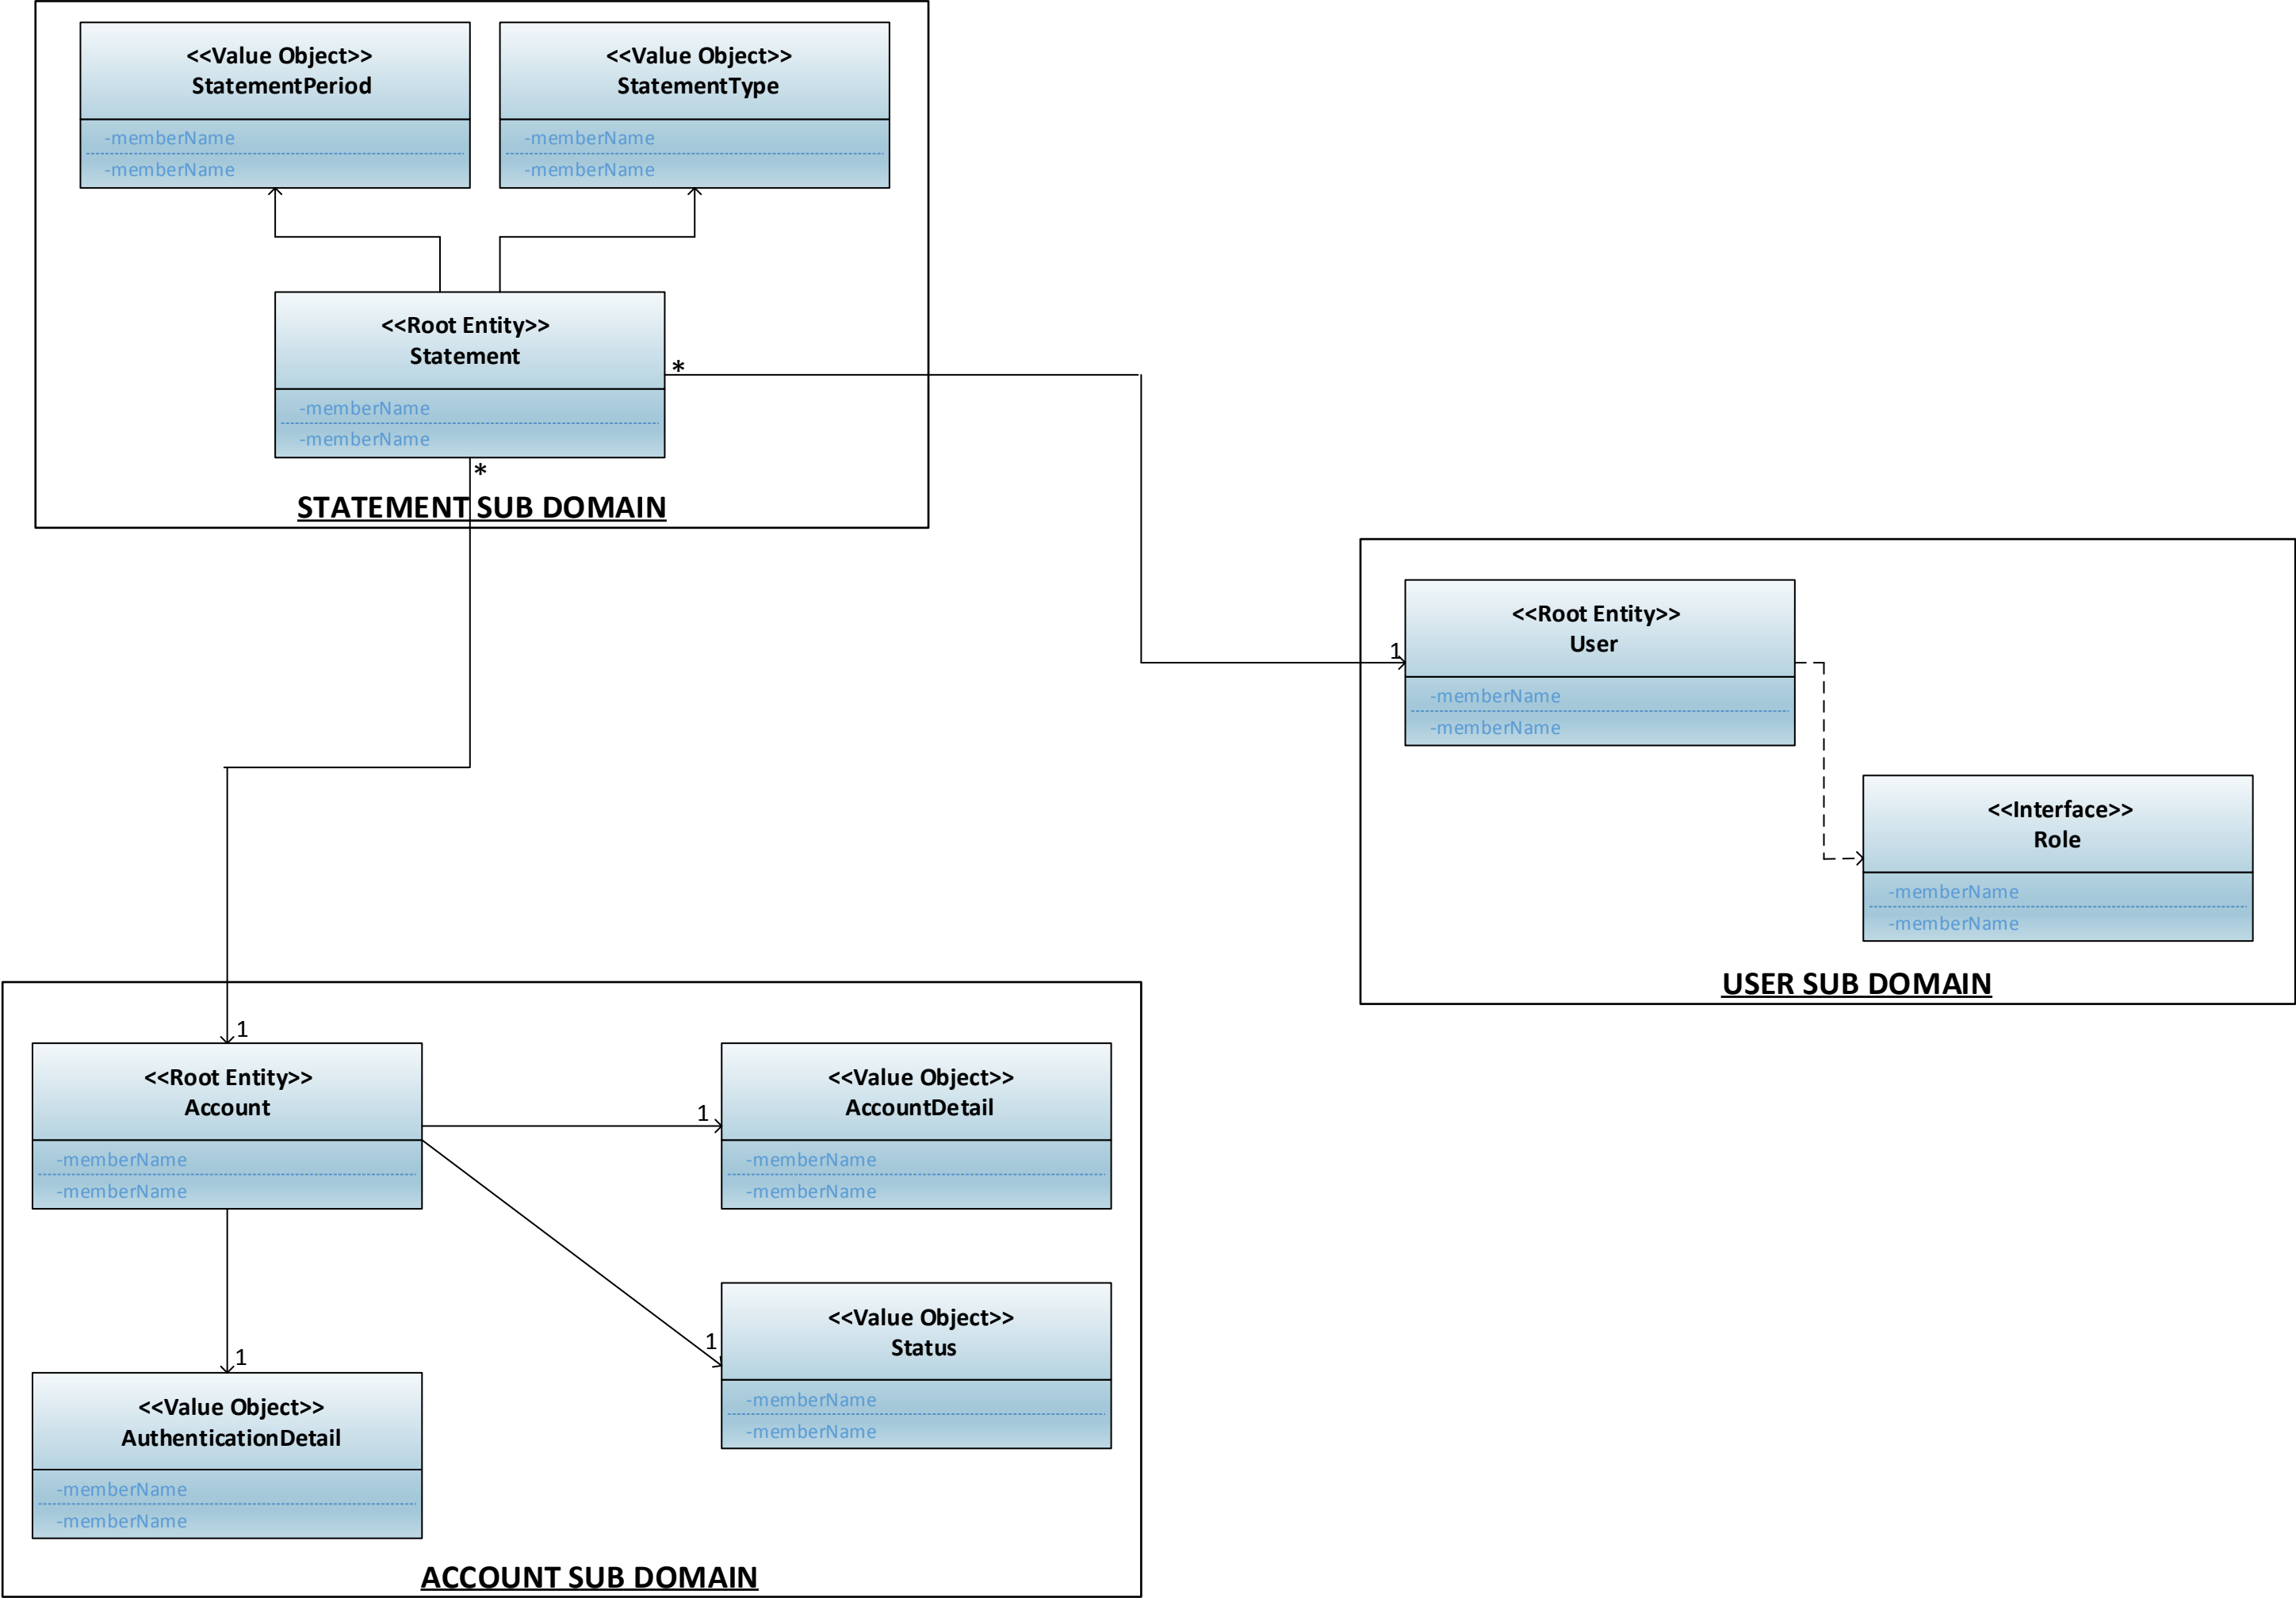 <<Value Object>>
StatementPeriod
-memberName
-memberName
<<Value Object>>
StatementType
-memberName
-memberName
<<Root Entity>>
Statement
-memberName
-memberName
*
*
STATEMENT SUB DOMAIN
<<Root Entity>>
User
-memberName
-memberName
1
<<Interface>>
Role
-memberName
-memberName
USER SUB DOMAIN
1
<<Root Entity>>
Account
-memberName
-memberName
1
<<Value Object>>
AccountDetail
-memberName
-memberName
1
<<Value Object>>
Status
-memberName
-memberName
1
<<Value Object>>
AuthenticationDetail
-memberName
-memberName
ACCOUNT SUB DOMAIN